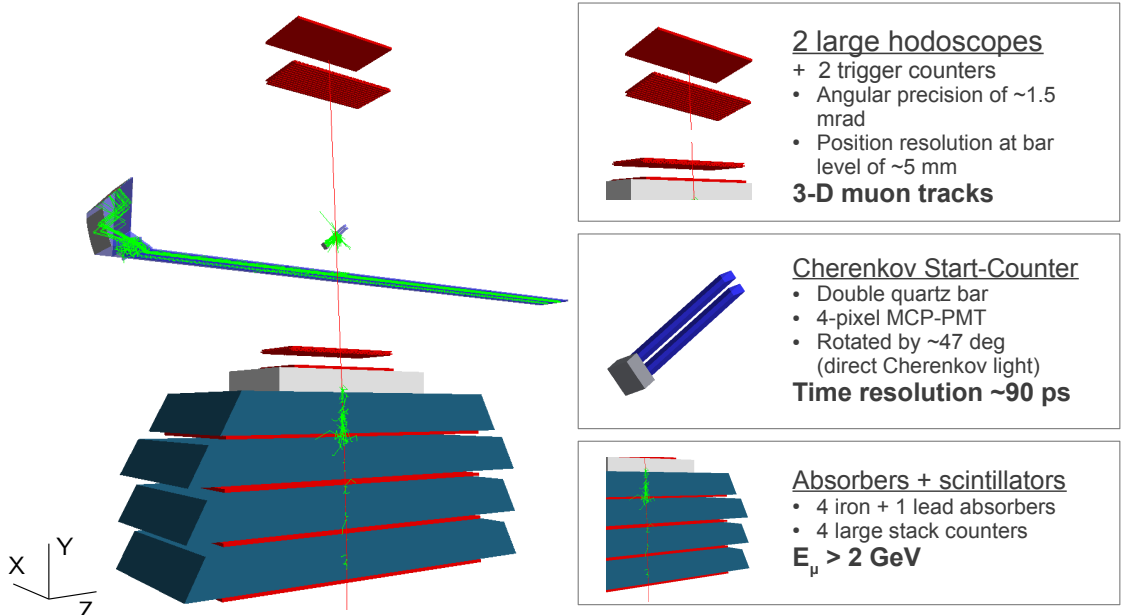 2 large hodoscopes
+ 2 trigger counters
• Angular precision of ~1.5
mrad
• Position resolution at bar
level of ~5 mm
3-D muon tracks
Cherenkov Start-Counter
• Double quartz bar
• 4-pixel MCP-PMT
• Rotated by ~47 deg
(direct Cherenkov light)
Time resolution ~90 ps
Absorbers + scintillators
• 4 iron + 1 lead absorbers
• 4 large stack counters
Eμ > 2 GeV
Y
X
Z